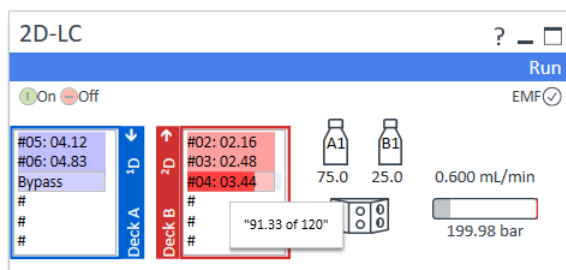 2D-LC
? 
Run
On Off
EMF
#05: 04.12
#06: 04.83
Bypass
#
#
#
¹D
Deck A
²D
Deck B
#02: 02.16
#03: 02.48
#04: 03.44
#
#
#
"91.33 of 120"
A1
B1
75.0
25.0
0.600 mL/min
199.98 bar